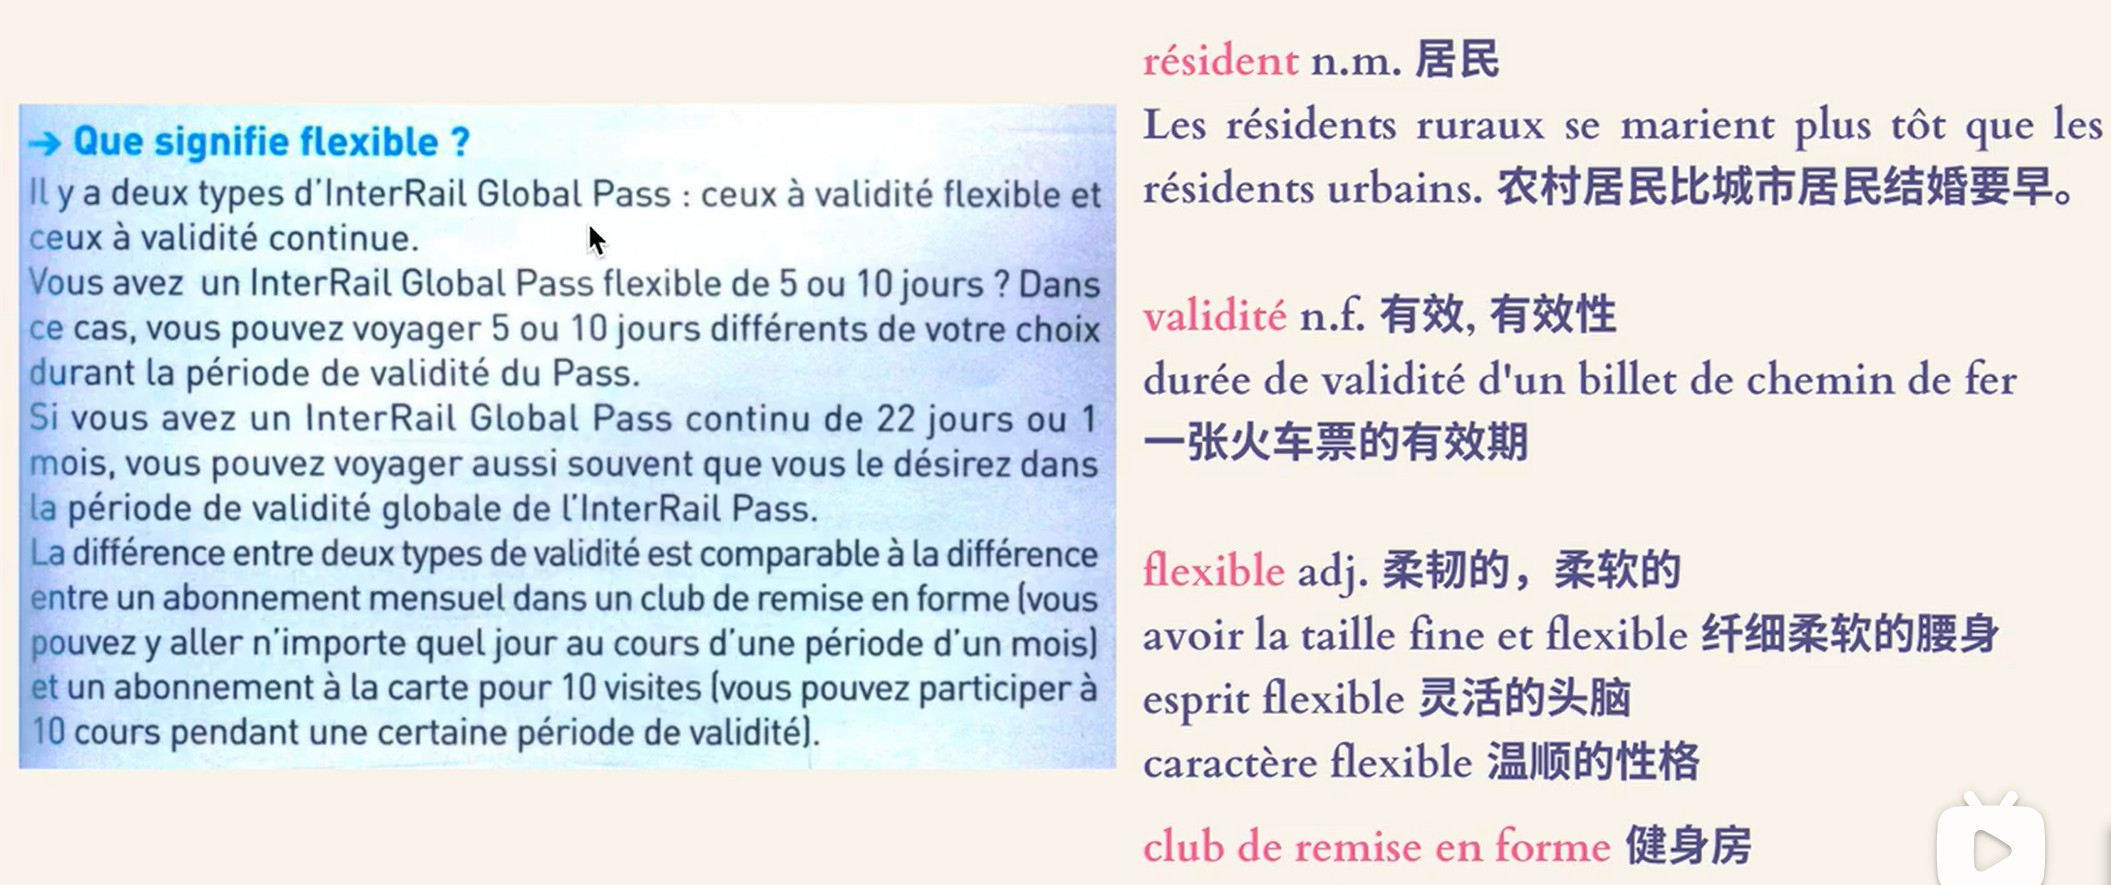 → Que signifie flexible ?
Il y a deux types d'InterRail Global Pass : ceux à validité flexible et
ceux à validité continue.
Vous avez un InterRail Global Pass flexible de 5 ou 10 jours ? Dans
ce cas, vous pouvez voyager 5 ou 10 jours différents de votre choix
durant la période de validité du Pass.
Si vous avez un InterRail Global Pass continu de 22 jours ou 1
mois, vous pouvez voyager aussi souvent que vous le désirez dans
la période de validité globale de l'InterRail Pass.
La différence entre deux types de validité est comparable à la différence
entre un abonnement mensuel dans un club de remise en forme (vous
pouvez y aller n'importe quel jour au cours d'une période d'un mois)
et un abonnement à la carte pour 10 visites (vous pouvez participer à
10 cours pendant une certaine période de validité).
résident n.m. 居民
Les résidents ruraux se marient plus tôt que les
résidents urbains. 农村居民比城市居民结婚要早。
validité n.f. 有效, 有效性
durée de validité d'un billet de chemin de fer
一张火车票的有效期
flexible adj. 柔韧的，柔软的
avoir la taille fine et flexible 纤细柔软的腰身
esprit flexible 灵活的头脑
caractère flexible 温顺的性格
club de remise en forme 健身房